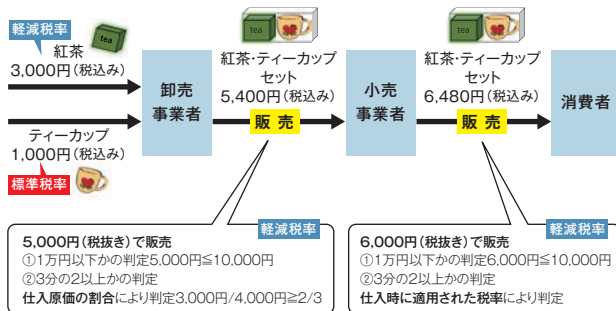 軽減税率
紅茶
3,000円(税込み)
tea
ティーカップ
1,000円(税込み)
標準税率
卸売
事業者
tea
紅茶・ティーカップ
セット
5,400円(税込み)
販 売
小売
事業者
tea
紅茶・ティーカップ
セット
6,480円(税込み)
販 売
消費者
軽減税率
5,000円(税抜き)で販売
①1万円以下かの判定5,000円≦10,000円
②3分の2以上かの判定
仕入原価の割合により判定3,000円/4,000円≧2/3
軽減税率
6,000円(税抜き)で販売
①1万円以下かの判定6,000円≦10,000円
②3分の2以上かの判定
仕入時に適用された税率により判定